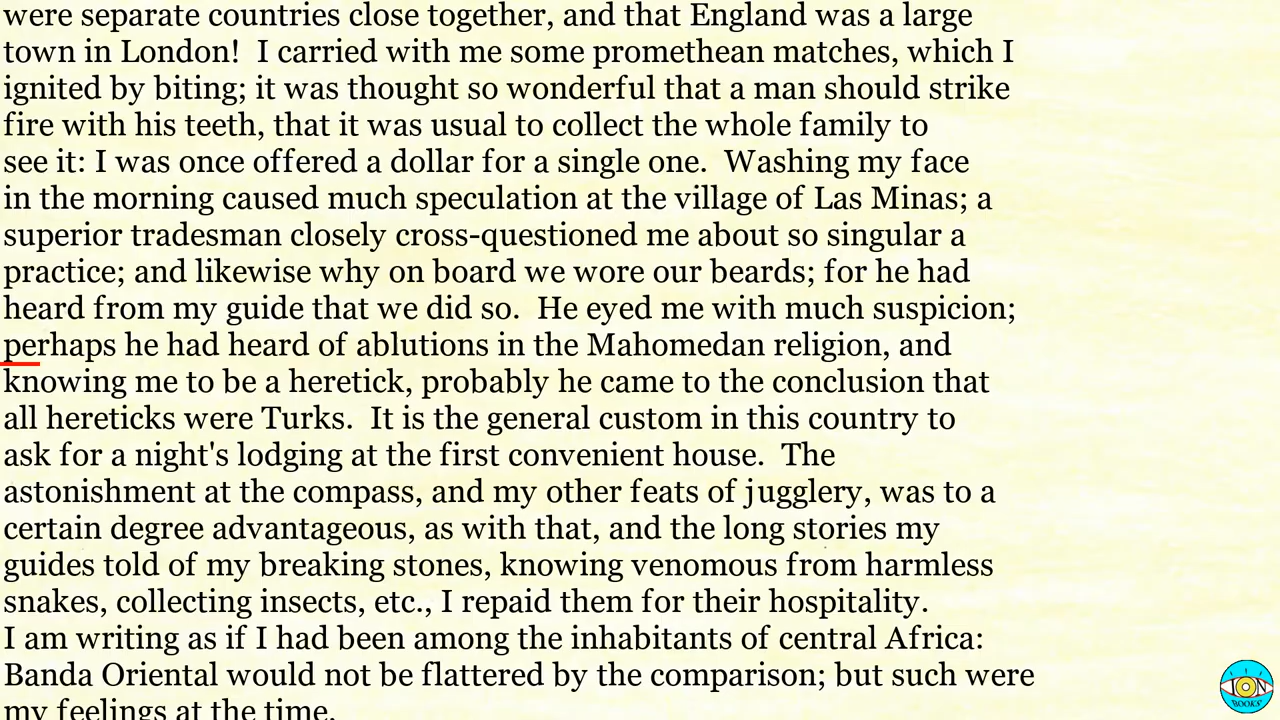 were separate countries close together, and that England was a large
town in London!  I carried with me some promethean matches, which I
ignited by biting; it was thought so wonderful that a man should strike
fire with his teeth, that it was usual to collect the whole family to
see it: I was once offered a dollar for a single one.  Washing my face
in the morning caused much speculation at the village of Las Minas; a
superior tradesman closely cross-questioned me about so singular a
practice; and likewise why on board we wore our beards; for he had
heard from my guide that we did so.  He eyed me with much suspicion;
perhaps he had heard of ablutions in the Mahomedan religion, and
knowing me to be a heretick, probably he came to the conclusion that
all hereticks were Turks.  It is the general custom in this country to
ask for a night's lodging at the first convenient house.  The
astonishment at the compass, and my other feats of jugglery, was to a
certain degree advantageous, as with that, and the long stories my
guides told of my breaking stones, knowing venomous from harmless
snakes, collecting insects, etc., I repaid them for their hospitality.
I am writing as if I had been among the inhabitants of central Africa:
Banda Oriental would not be flattered by the comparison; but such were
my feelings at the time.
ION
BOOKS